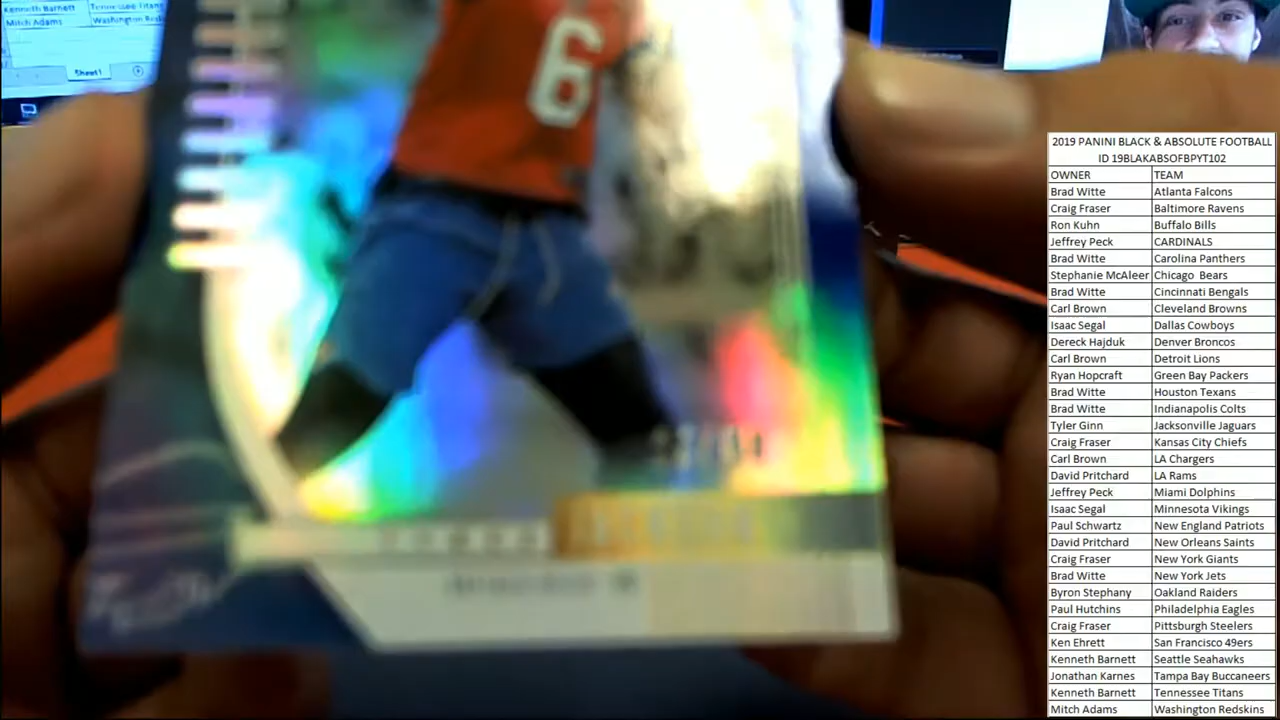 Kenneth Barnett Tennessee Titans
Mitch Adams Washington Redskins
Sheet1
6
2019 PANINI BLACK & ABSOLUTE FOOTBALL
ID 19BLAKABSOFBPYT102
OWNER TEAM
Brad Witte Atlanta Falcons
Craig Fraser Baltimore Ravens
Ron Kuhn Buffalo Bills
Jeffrey Peck CARDINALS
Brad Witte Carolina Panthers
Stephanie McAleer Chicago Bears
Brad Witte Cincinnati Bengals
Carl Brown Cleveland Browns
Isaac Segal Dallas Cowboys
Dereck Hajduk Denver Broncos
Carl Brown Detroit Lions
Ryan Hopcraft Green Bay Packers
Brad Witte Houston Texans
Brad Witte Indianapolis Colts
Tyler Ginn Jacksonville Jaguars
Craig Fraser Kansas City Chiefs
Carl Brown LA Chargers
David Pritchard LA Rams
Jeffrey Peck Miami Dolphins
Isaac Segal Minnesota Vikings
Paul Schwartz New England Patriots
David Pritchard New Orleans Saints
Craig Fraser New York Giants
Brad Witte New York Jets
Byron Stephany Oakland Raiders
Paul Hutchins Philadelphia Eagles
Craig Fraser Pittsburgh Steelers
Ken Ehrett San Francisco 49ers
Kenneth Barnett Seattle Seahawks
Jonathan Karnes Tampa Bay Buccaneers
Kenneth Barnett Tennessee Titans
Mitch Adams Washington Redskins